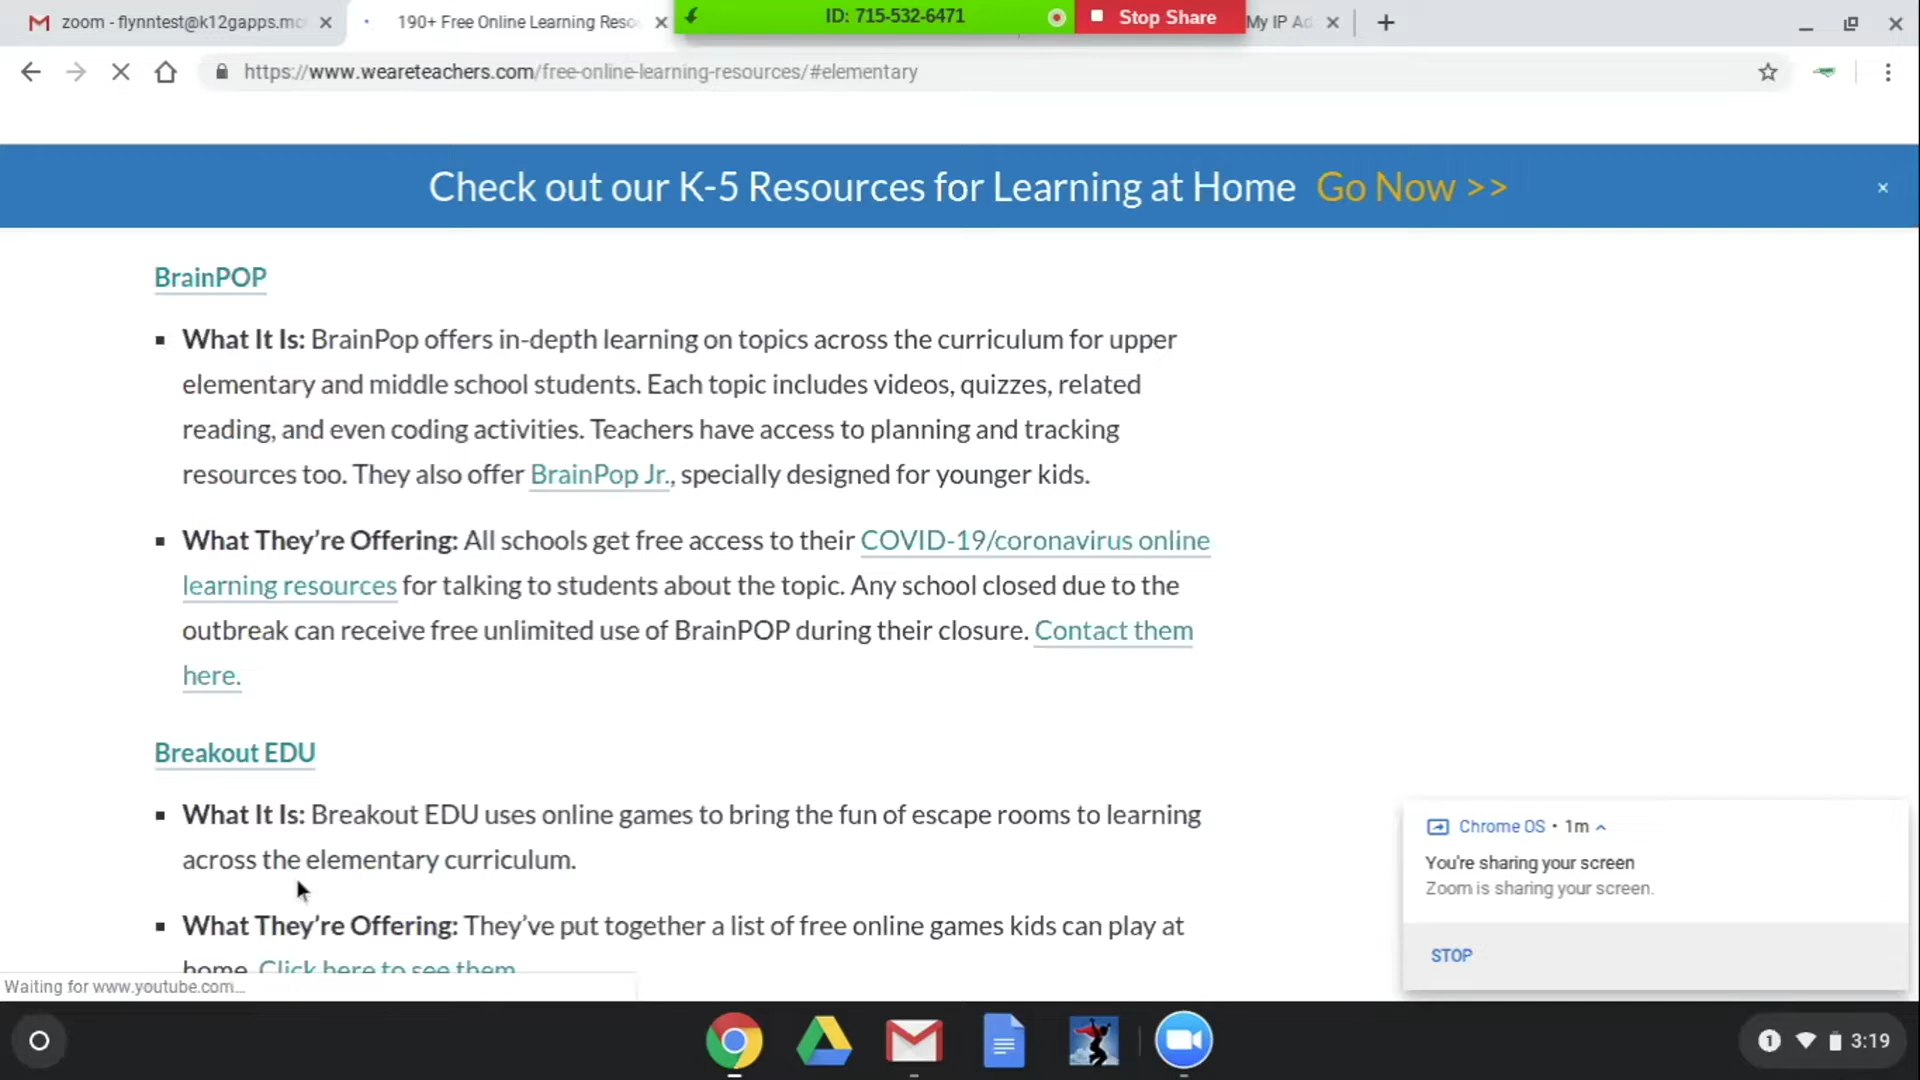 zoom - flynntest@k12gapps.mc
190+ Free Online Learning Reso
ID: 715-532-6471
Stop Share
My IP Ad
https://www.weareteachers.com/free-online-learning-resources/#elementary
Check out our K-5 Resources for Learning at Home Go Now >>
BrainPOP
What It Is: BrainPop offers in-depth learning on topics across the curriculum for upper
elementary and middle school students. Each topic includes videos, quizzes, related
reading, and even coding activities. Teachers have access to planning and tracking
resources too. They also offer BrainPop Jr., specially designed for younger kids.
What They’re Offering: All schools get free access to their COVID-19/coronavirus online
learning resources for talking to students about the topic. Any school closed due to the
outbreak can receive free unlimited use of BrainPOP during their closure. Contact them
here.
Breakout EDU
What It Is: Breakout EDU uses online games to bring the fun of escape rooms to learning
across the elementary curriculum.
What They’re Offering: They’ve put together a list of free online games kids can play at
home. Click here to see them.
Chrome OS • 1m
You're sharing your screen
Zoom is sharing your screen.
STOP
Waiting for www.youtube.com...
1
3:19